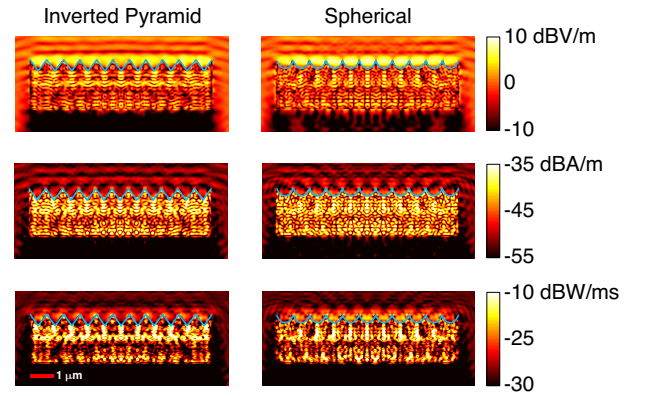 Inverted Pyramid
Spherical
10 dBV/m
0
-10
-35 dBA/m
-45
-55
-10 dBW/ms
-25
-30
1 μm